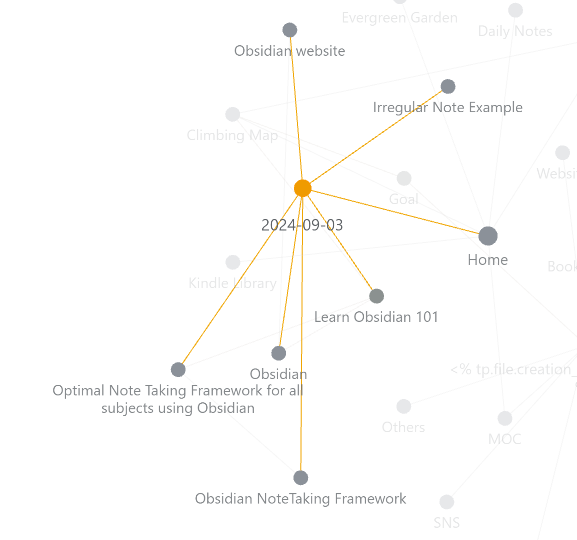 Evergreen Garden
Daily Notes
Obsidian website
Irregular Note Example
Climbing Map
Goal
2024-09-03
Home
Kindle Library
Learn Obsidian 101
Obsidian
Optimal Note Taking Framework for all
subjects using Obsidian
<% tp.file.creation_
Others
MOC
Obsidian NoteTaking Framework
SNS